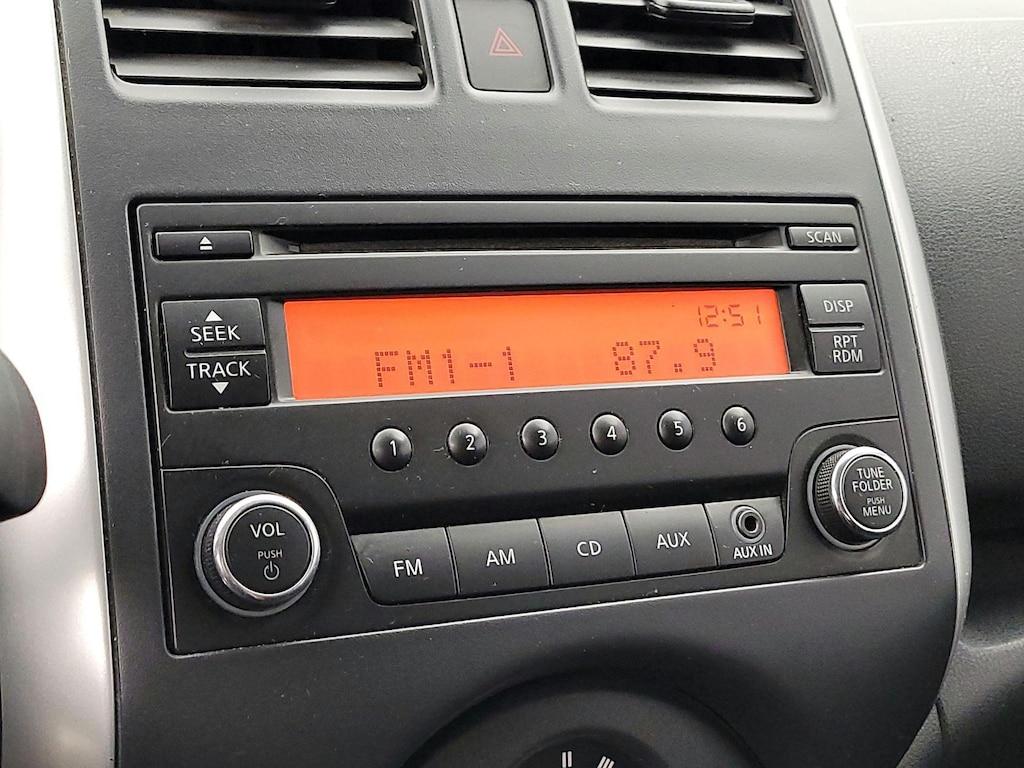 SCAN
SEEK
TRACK
12:51
FM1-1 87.9
DISP
RPT
RDM
1 2 3 4 5 6
VOL
PUSH
FM AM CD AUX
AUX IN
TUNE
FOLDER
PUSH
MENU